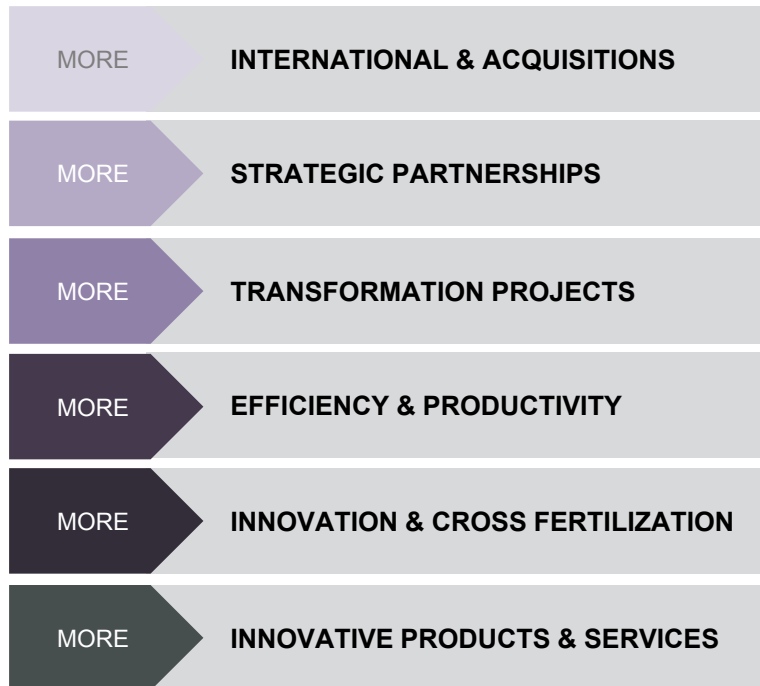 MORE INTERNATIONAL & ACQUISITIONS
MORE STRATEGIC PARTNERSHIPS
MORE TRANSFORMATION PROJECTS
MORE EFFICIENCY & PRODUCTIVITY
MORE INNOVATION & CROSS FERTILIZATION
MORE INNOVATIVE PRODUCTS & SERVICES